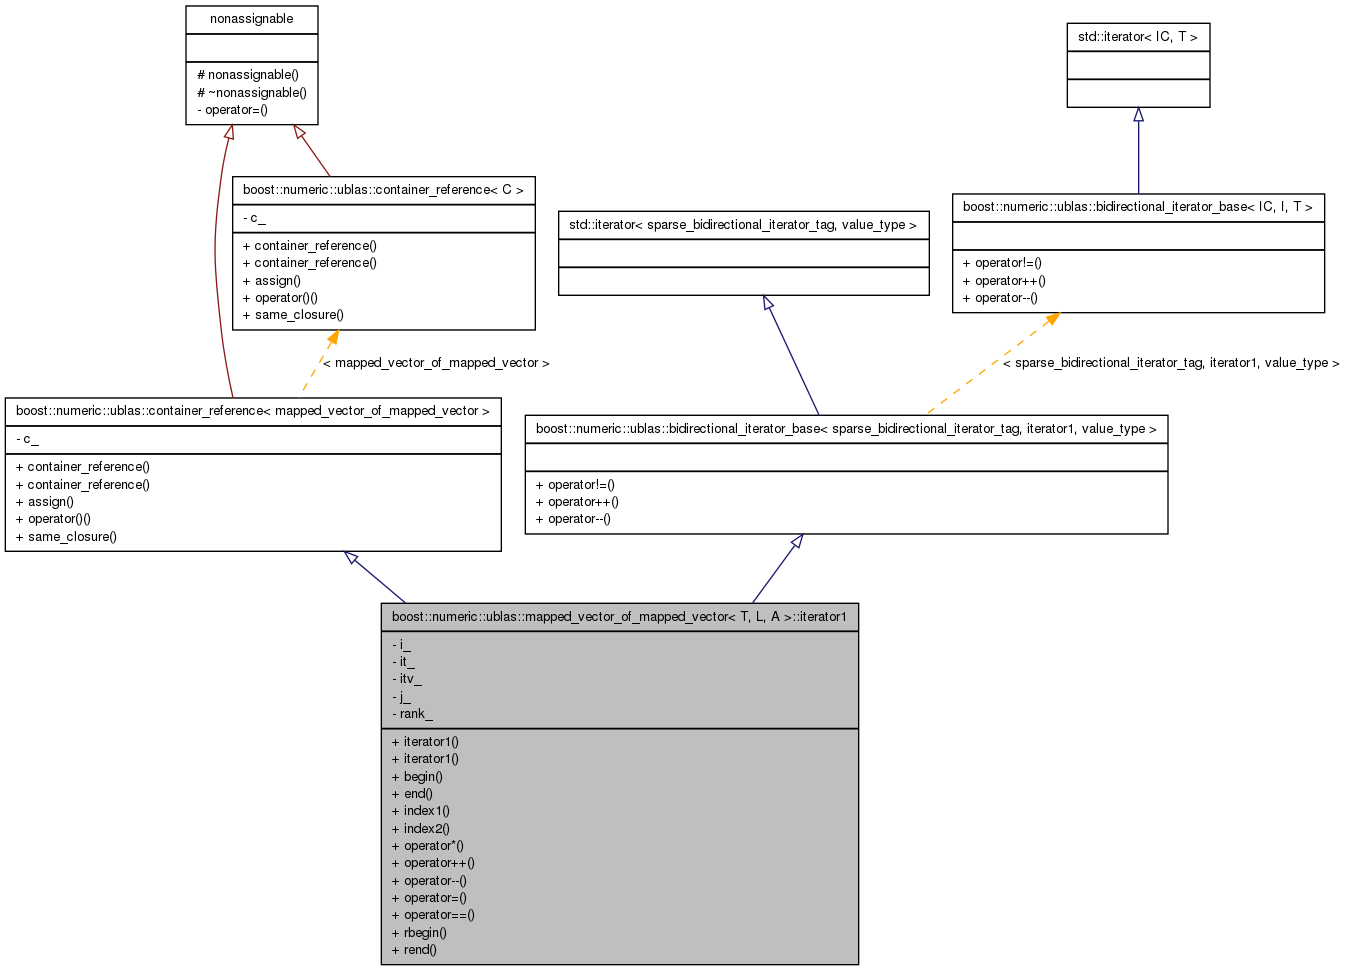 nonassignable
# nonassignable()
# ~nonassignable()
- operator=()
std::iterator< IC, T >
boost::numeric::ublas::container_reference< C >
- c_
+ container_reference()
+ container_reference()
+ assign()
+ operator()()
+ same_closure()
std::iterator< sparse_bidirectional_iterator_tag, value_type >
boost::numeric::ublas::bidirectional_iterator_base< IC, I, T >
+ operator!=()
+ operator++()
+ operator--()
< mapped_vector_of_mapped_vector >
< sparse_bidirectional_iterator_tag, iterator1, value_type >
boost::numeric::ublas::container_reference< mapped_vector_of_mapped_vector >
- c_
+ container_reference()
+ container_reference()
+ assign()
+ operator()()
+ same_closure()
boost::numeric::ublas::bidirectional_iterator_base< sparse_bidirectional_iterator_tag, iterator1, value_type >
+ operator!=()
+ operator++()
+ operator--()
boost::numeric::ublas::mapped_vector_of_mapped_vector< T, L, A >::iterator1
- i_
- it_
- itv_
- j_
- rank_
+ iterator1()
+ iterator1()
+ begin()
+ end()
+ index1()
+ index2()
+ operator*()
+ operator++()
+ operator--()
+ operator=()
+ operator==()
+ rbegin()
+ rend()